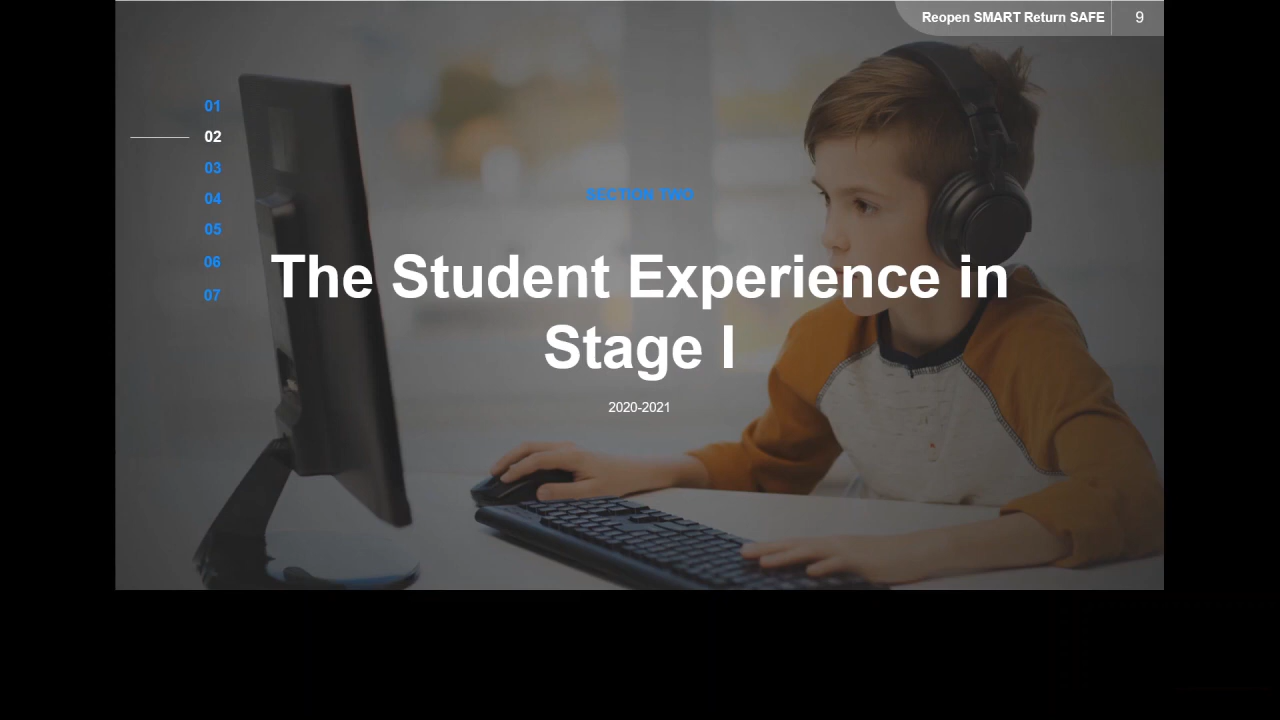 Reopen SMART Return SAFE 9
01
02
03
04
05
06
07
SECTION TWO
The Student Experience in
Stage I
2020-2021